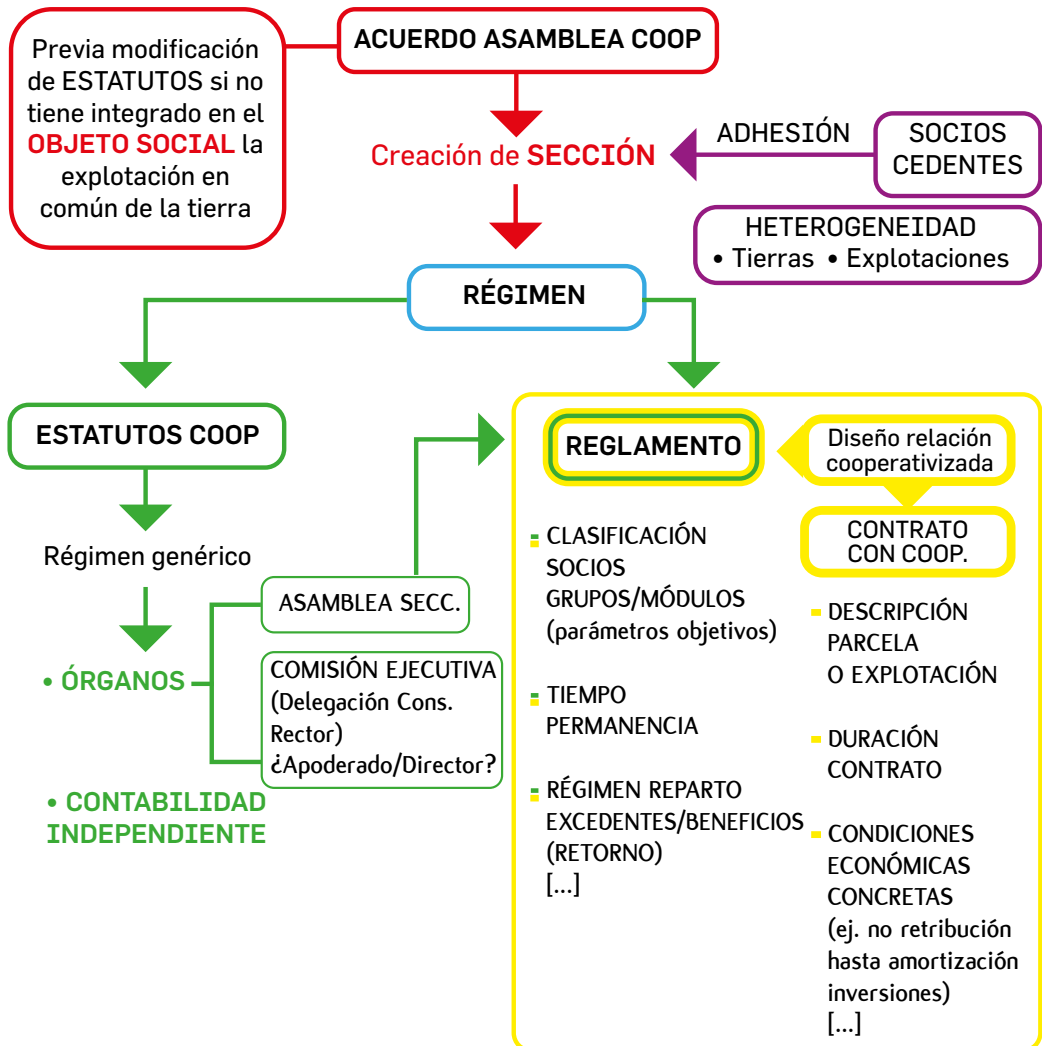 Previa modificación
de ESTATUTOS si no
tiene integrado en el
OBJETO SOCIAL la
explotación en
común de la tierra
ACUERDO ASAMBLEA COOP
Creación de SECCIÓN
ADHESIÓN
SOCIOS
CEDENTES
HETEROGENEIDAD
• Tierras • Explotaciones
RÉGIMEN
ESTATUTOS COOP
Régimen genérico
• ÓRGANOS
ASAMBLEA SECC.
COMISIÓN EJECUTIVA
(Delegación Cons.
Rector)
¿Apoderado/Director?
• CONTABILIDAD
INDEPENDIENTE
REGLAMENTO
Diseño relación
cooperativizada
CLASIFICACIÓN
SOCIOS
GRUPOS/MÓDULOS
(parámetros objetivos)
TIEMPO
PERMANENCIA
RÉGIMEN REPARTO
EXCEDENTES/BENEFICIOS
(RETORNO)
[...]
CONTRATO
CON COOP.
DESCRIPCIÓN
PARCELA
O EXPLOTACIÓN
DURACIÓN
CONTRATO
CONDICIONES
ECONÓMICAS
CONCRETAS
(ej. no retribución
hasta amortización
inversiones)
[...]